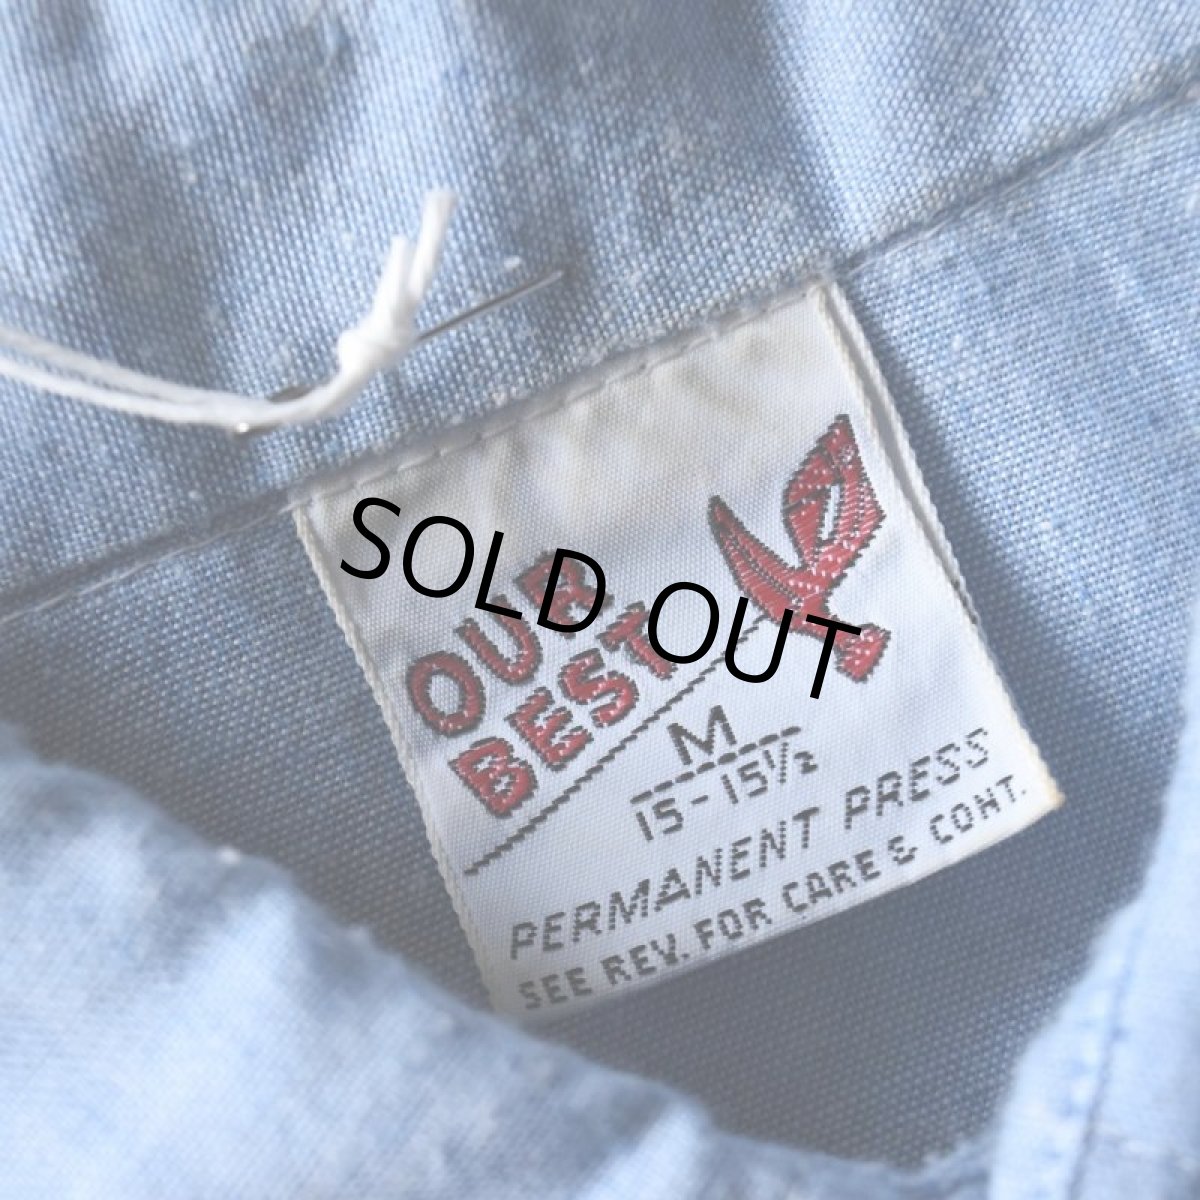 SOLD OUT
OUR
BEST
M
15-15½
PERMANENT PRESS
SEE REV. FOR CARE & CONT.